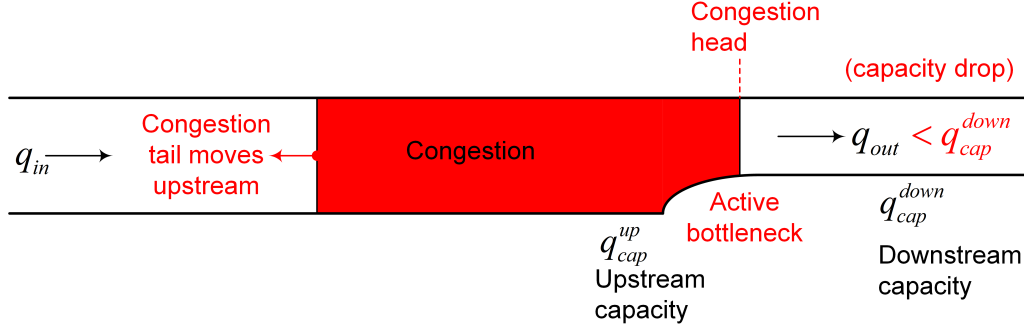 Congestion
head
(capacity drop)
Congestion
tail moves
upstream
q_in
Congestion
q_out < q_cap^down
Active
bottleneck
q_cap^up
Upstream
capacity
q_cap^down
Downstream
capacity